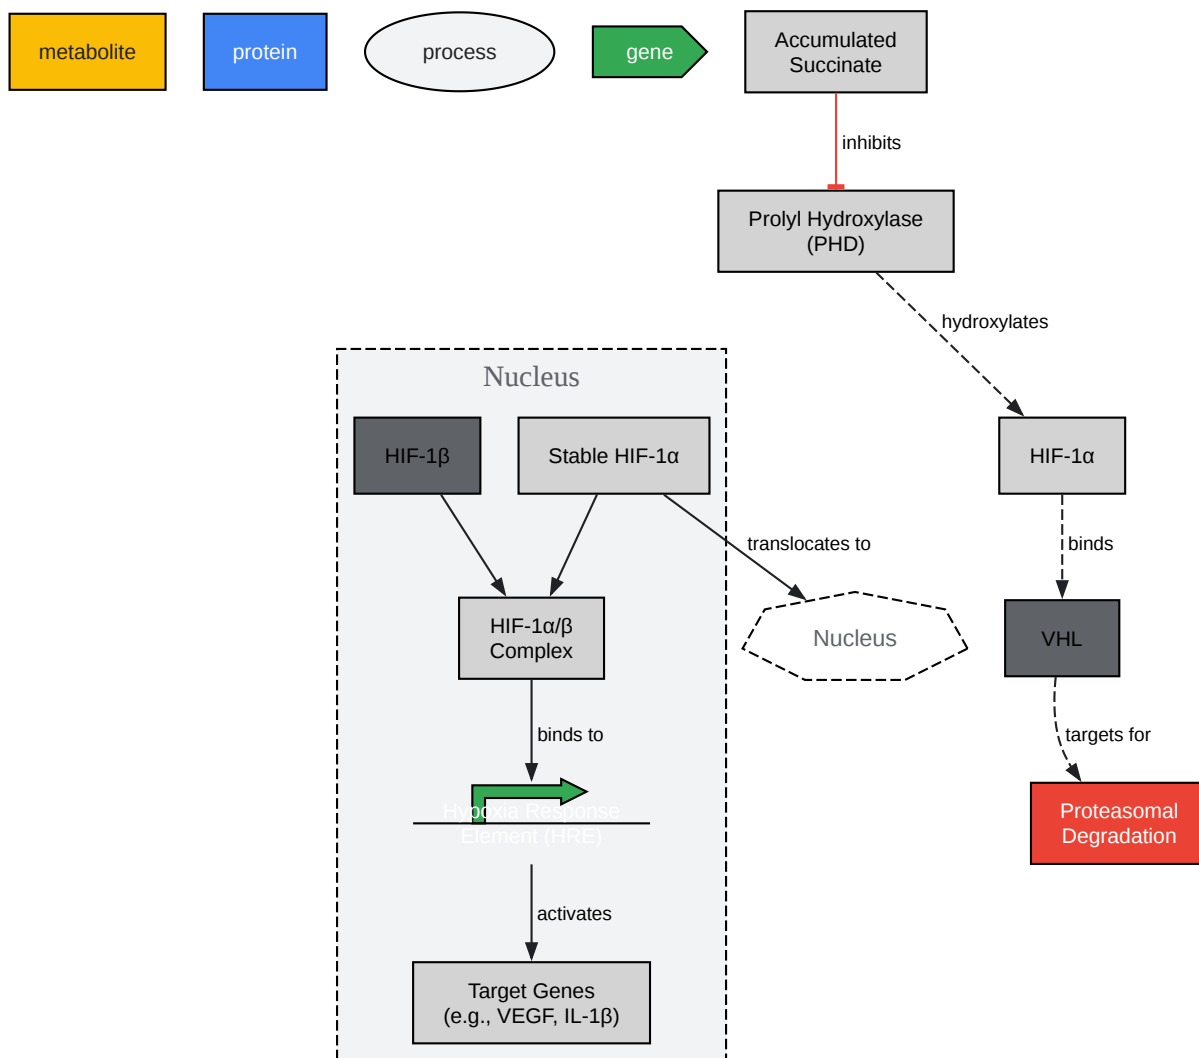 metabolite
protein
process
gene
Accumulated
Succinate
inhibits
Prolyl Hydroxylase
(PHD)
hydroxylates
Nucleus
HIF-1β
Stable HIF-1α
HIF-1α
translocates to
binds
HIF-1α/β
Complex
Nucleus
VHL
binds to
targets for
Hypoxia Response
Element (HRE)
Proteasomal
Degradation
activates
Target Genes
(e.g., VEGF, IL-1β)